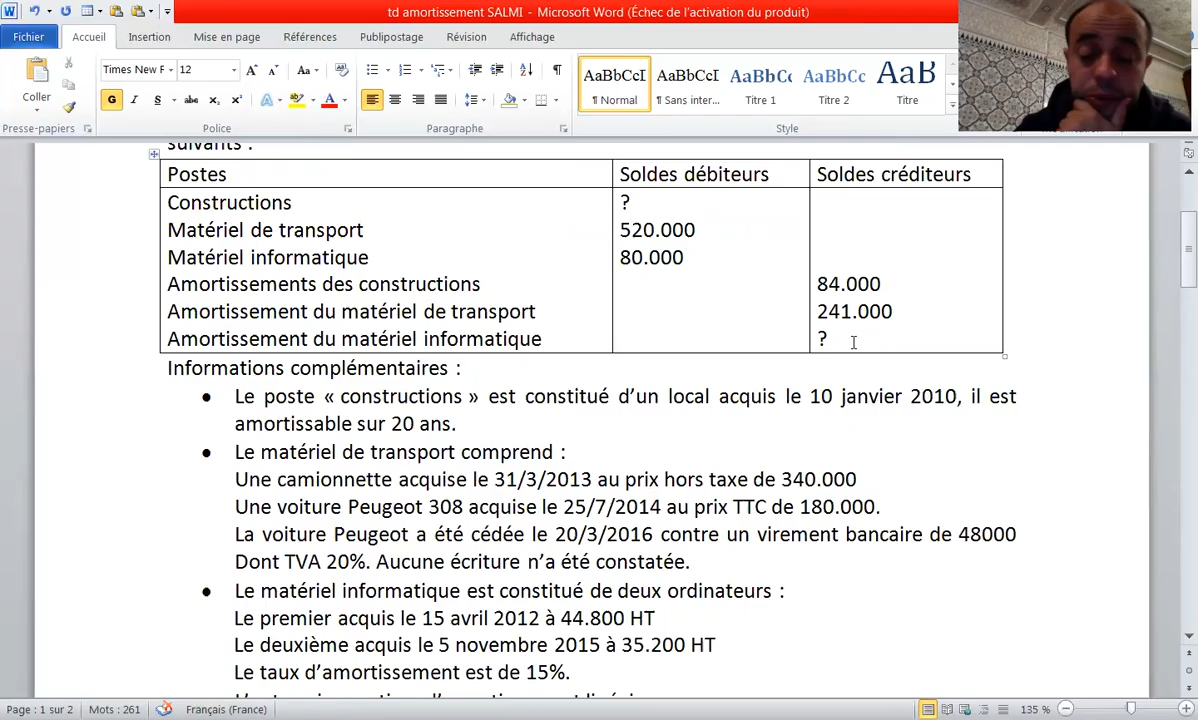 td amortissement SALMI - Microsoft Word (Échec de l'activation du produit)
Fichier Accueil Insertion Mise en page Références Publipostage Révision Affichage
Coller
Times New F 12
G I S abc x₂ x²
AaBbCcI AaBbCcI AaBbCc AaBbCc AaB
¶ Normal ¶ Sans inter... Titre 1 Titre 2 Titre
Presse-papiers Police Paragraphe Style
suivants :
Postes Soldes débiteurs Soldes créditeurs
Constructions ?
Matériel de transport 520.000
Matériel informatique 80.000
Amortissements des constructions 84.000
Amortissement du matériel de transport 241.000
Amortissement du matériel informatique ?
Informations complémentaires :
• Le poste « constructions » est constitué d'un local acquis le 10 janvier 2010, il est
amortissable sur 20 ans.
• Le matériel de transport comprend :
Une camionnette acquise le 31/3/2013 au prix hors taxe de 340.000
Une voiture Peugeot 308 acquise le 25/7/2014 au prix TTC de 180.000.
La voiture Peugeot a été cédée le 20/3/2016 contre un virement bancaire de 48000
Dont TVA 20%. Aucune écriture n'a été constatée.
• Le matériel informatique est constitué de deux ordinateurs :
Le premier acquis le 15 avril 2012 à 44.800 HT
Le deuxième acquis le 5 novembre 2015 à 35.200 HT
Le taux d'amortissement est de 15%.
Page : 1 sur 2 Mots : 261 Français (France) 135 %